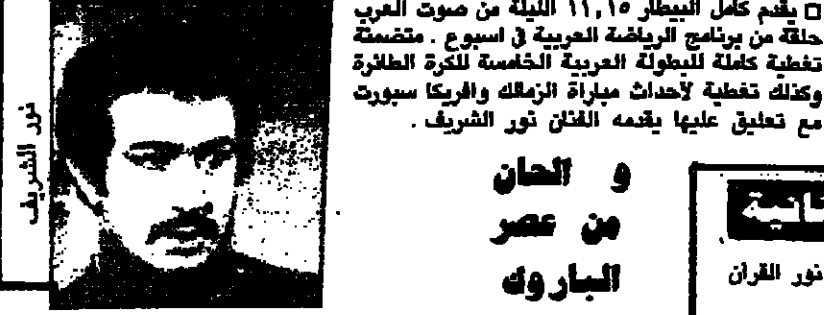 □ يقدم كامل البيطار ١١,١٥ الليلة من صوت العرب
حلقة من برنامج الرياضة العربية في اسبوع . متضمنة
تغطية كاملة للبطولة العربية الخامسة للكرة الطائرة
وكذلك تغطية لأحداث مباراة الزمالك وافريكا سبورت
مع تعليق عليها يقدمه الفنان نور الشريف .
نور الشريف
و الحان
من عصر
الباروك
نور القران